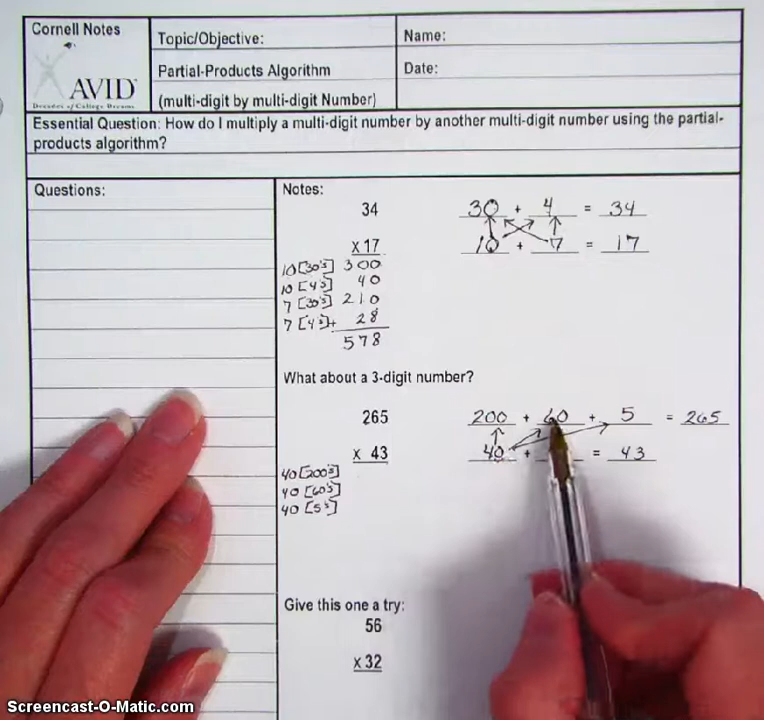 Cornell Notes
AVID
Decades of College Dreams
Topic/Objective:
Partial-Products Algorithm
(multi-digit by multi-digit Number)
Name:
Date:
Essential Question: How do I multiply a multi-digit number by another multi-digit number using the partial-
products algorithm?
Questions:
Notes:
34
x 17
10 [30's] 300
10 [4's] 40
7 [30's] 210
7 [4's] + 28
578
30 + 4 = 34
10 + 7 = 17
What about a 3-digit number?
265
x 43
40 [200's]
40 [60's]
40 [5's]
200 + 60 + 5 = 265
40 + = 43
Give this one a try:
56
x 32
Screencast-O-Matic.com